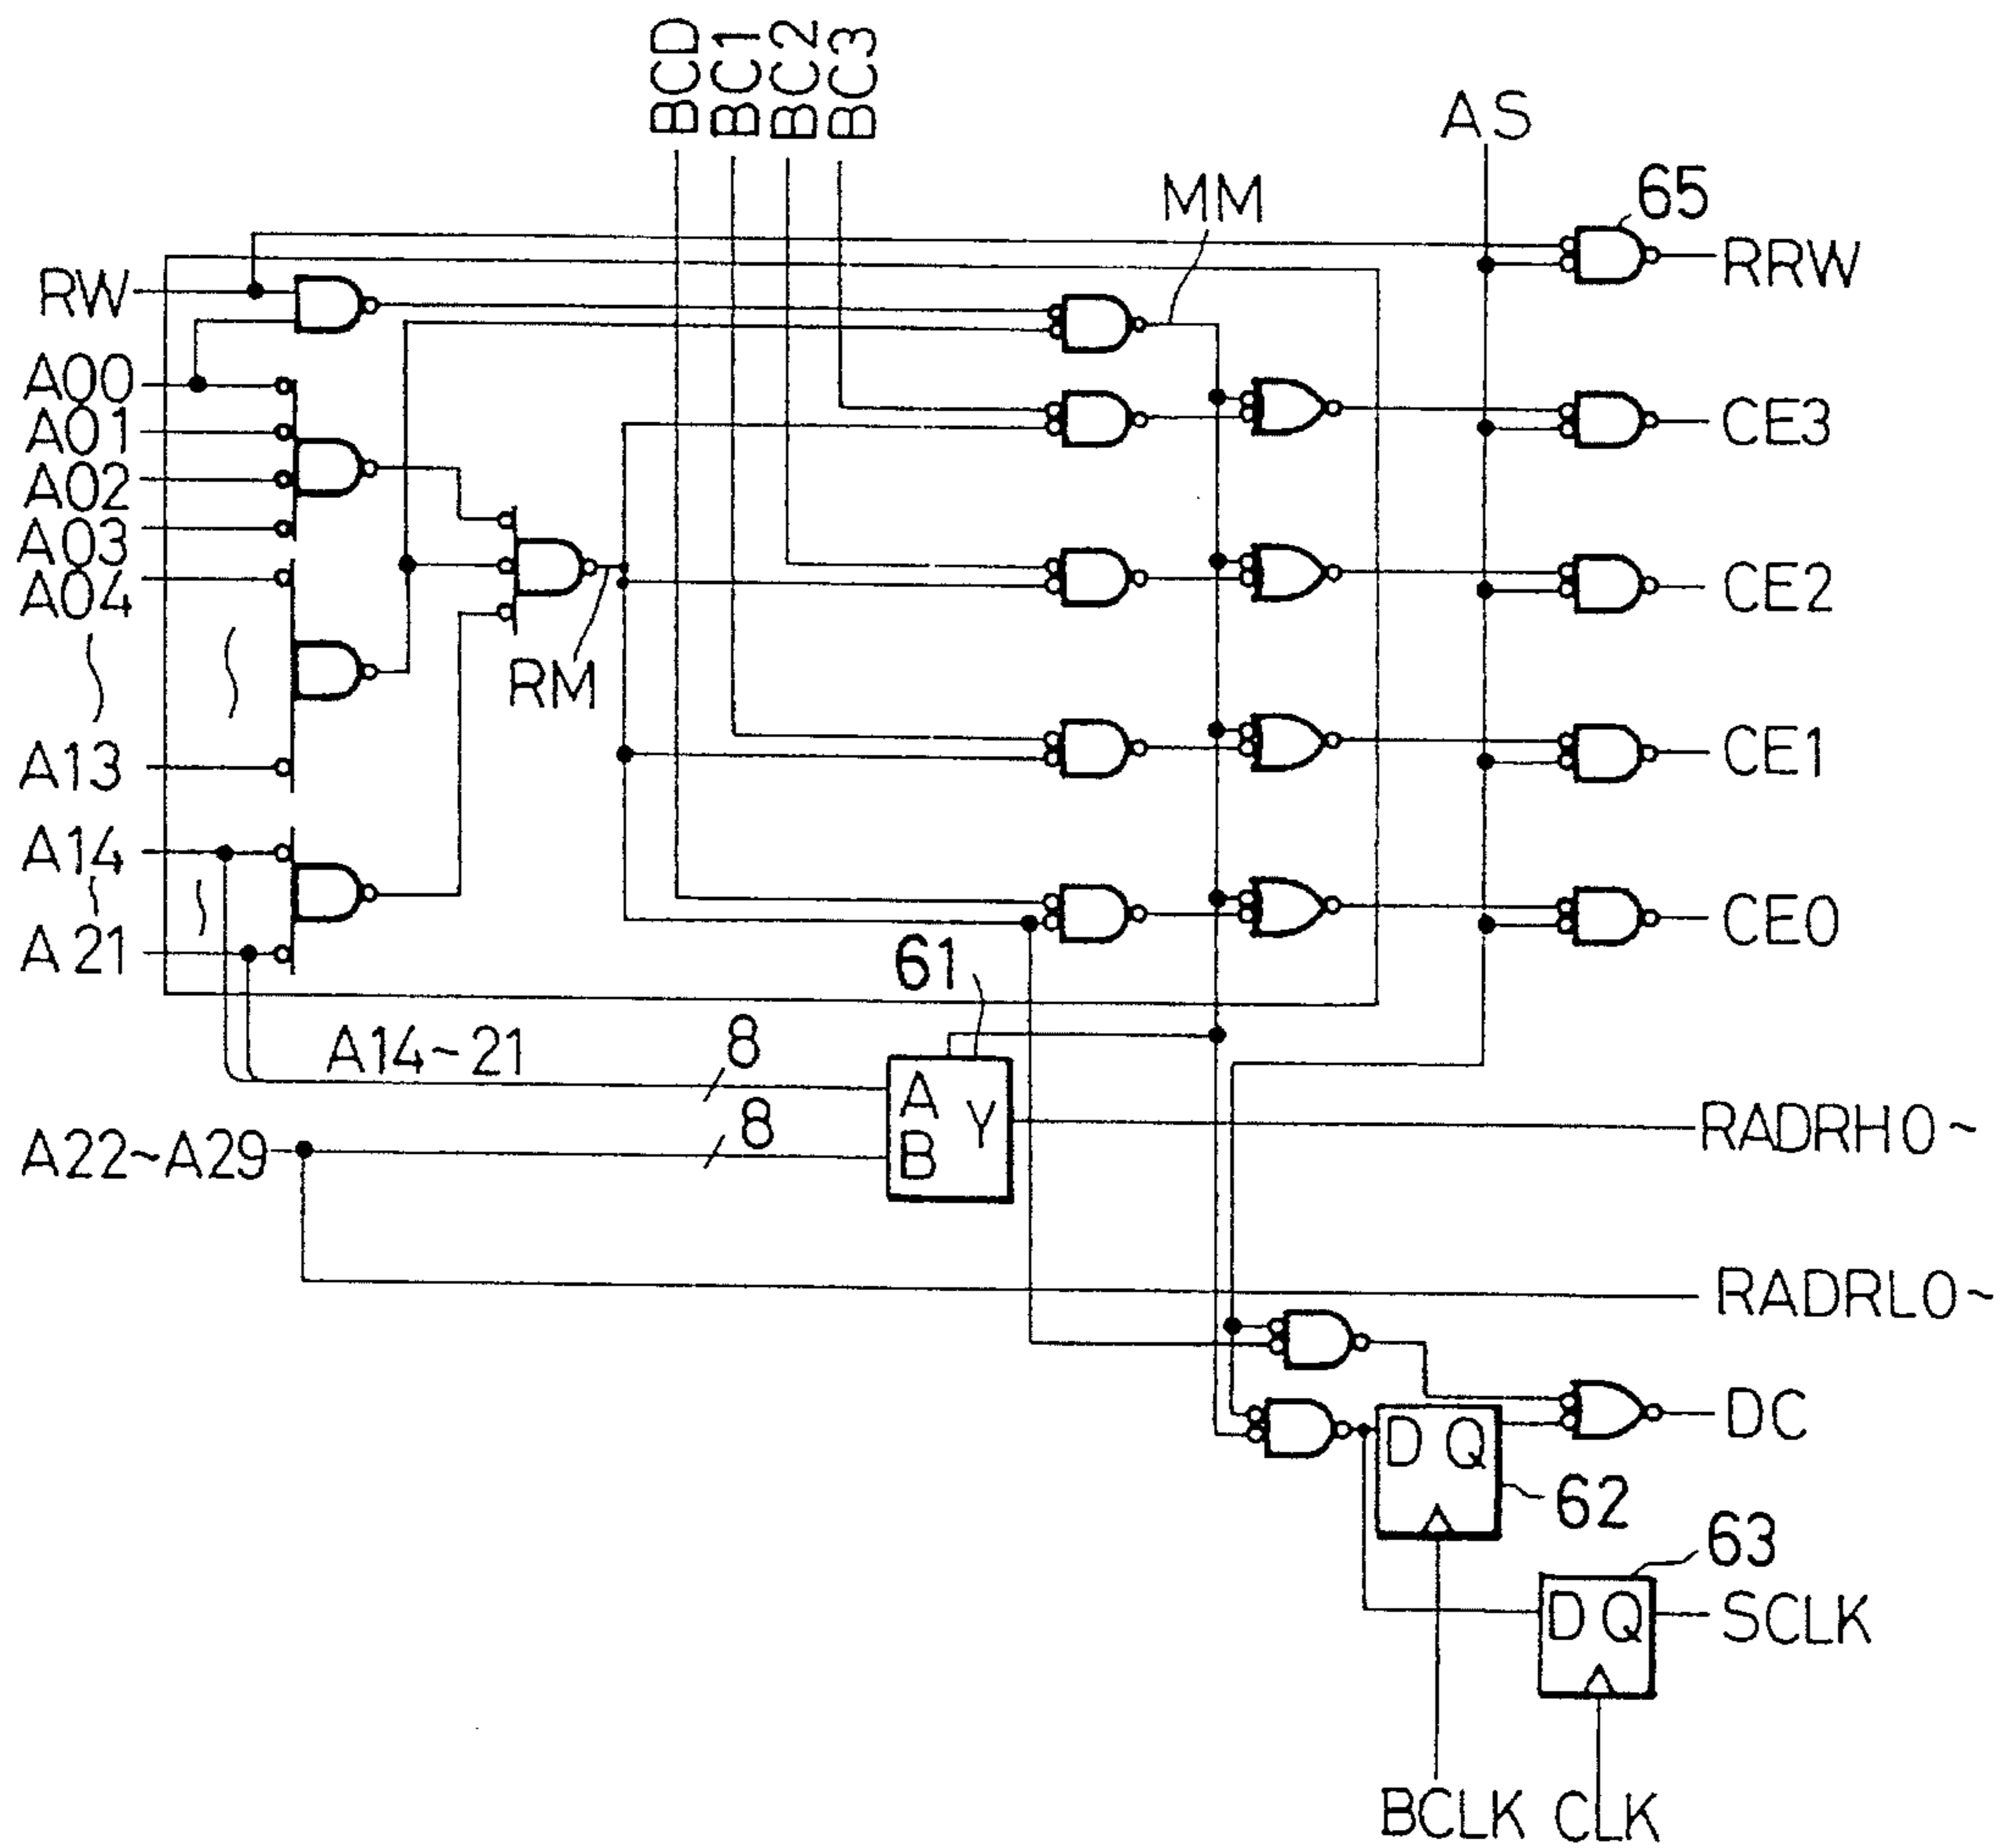 BCD
BC1
BC2
BC3
AS
MM
65
RW
RRW
A00
A01
A02
A03
A04
CE3
CE2
RM
A13
CE1
A14
A21
CE0
61
A14~21
8
A Y
B
8
A22~A29
RADRH0~
RADRL0~
DC
D Q
62
63
D Q
SCLK
BCLK
CLK